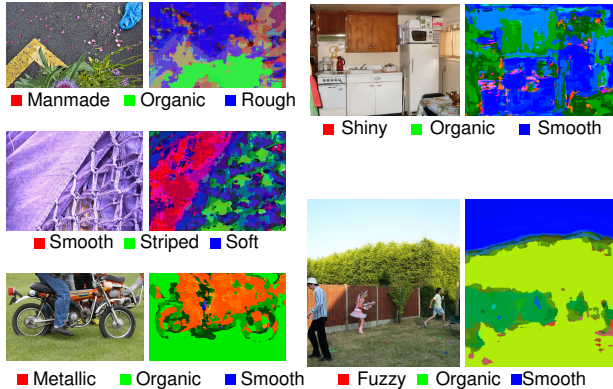 Manmade Organic Rough
Shiny Organic Smooth
Smooth Striped Soft
Metallic Organic Smooth
Fuzzy Organic Smooth